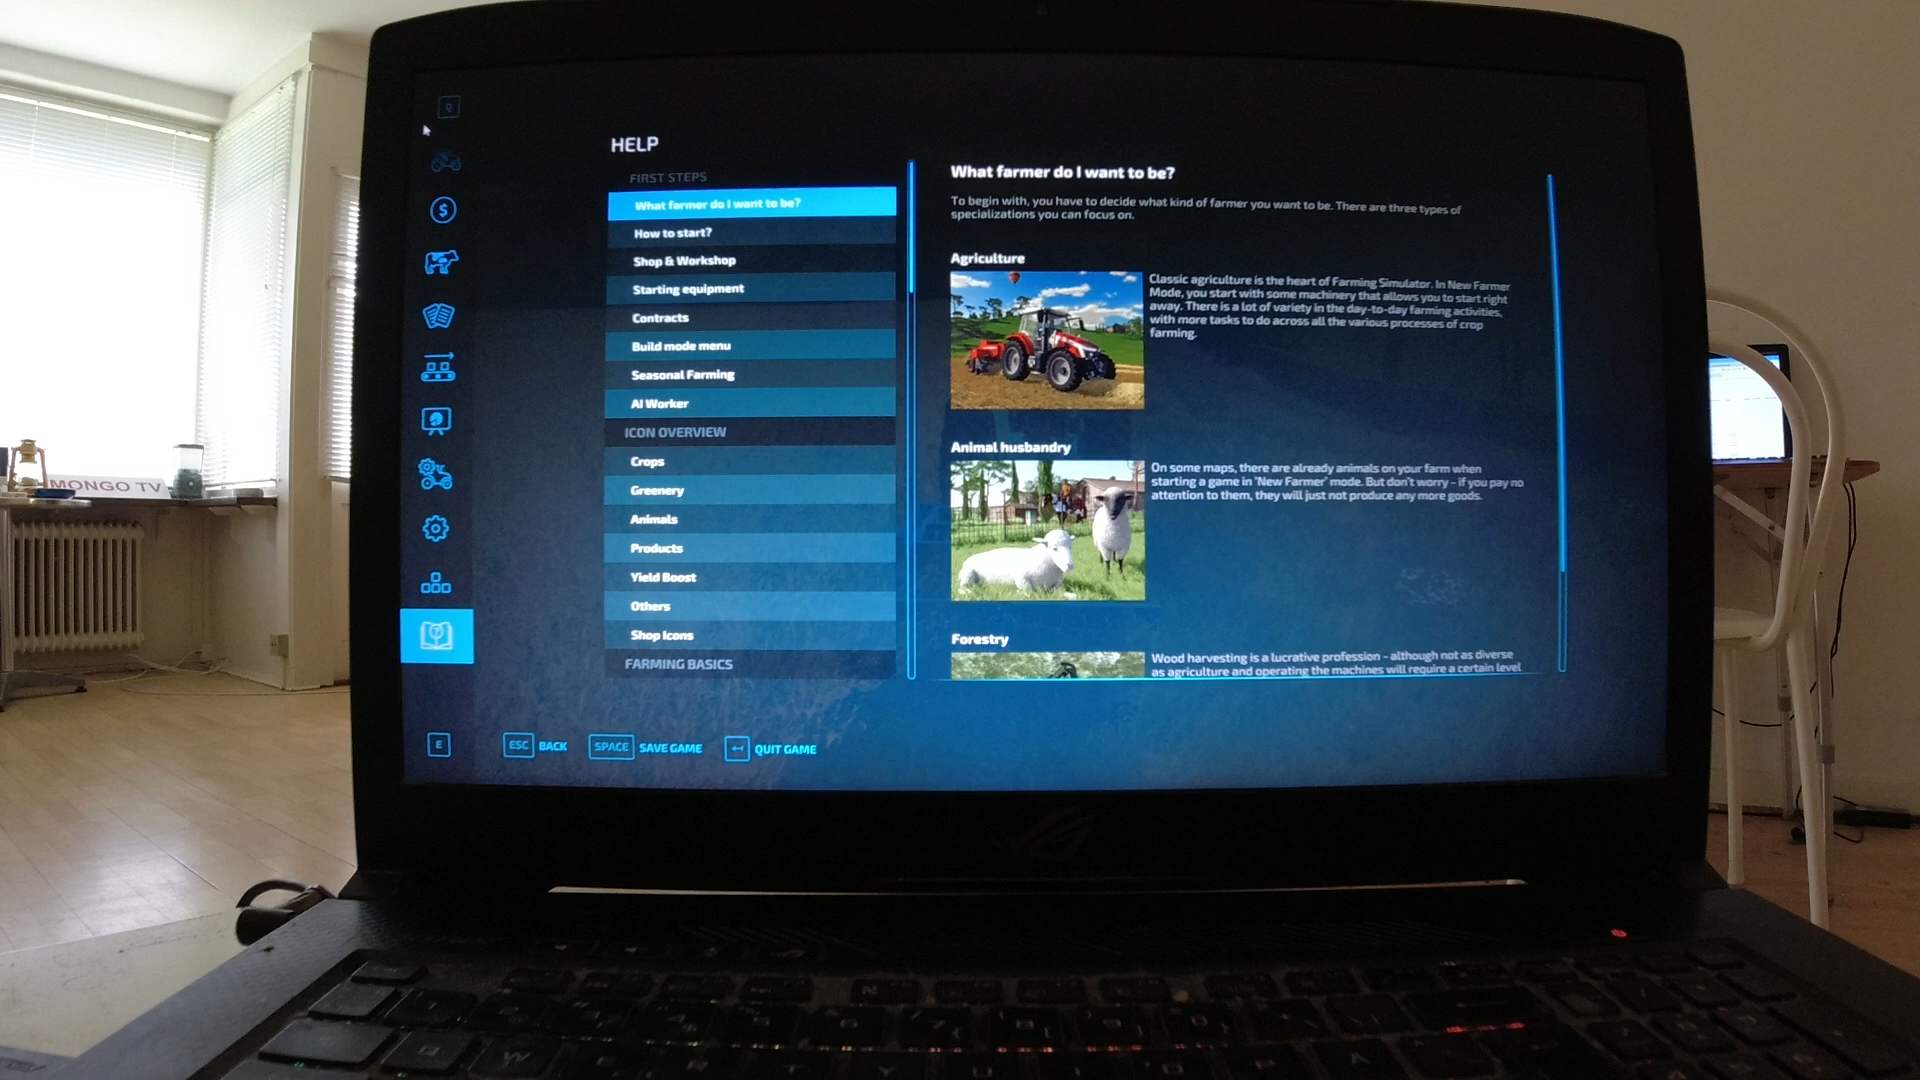 Q
HELP
FIRST STEPS
What farmer do I want to be?
How to start?
Shop & Workshop
Starting equipment
Contracts
Build mode menu
Seasonal Farming
AI Worker
ICON OVERVIEW
Crops
Greenery
Animals
Products
Yield Boost
Others
Shop Icons
FARMING BASICS
What farmer do I want to be?
To begin with, you have to decide what kind of farmer you want to be. There are three types of
specializations you can focus on.
Agriculture
Classic agriculture is the heart of Farming Simulator. In New Farmer
Mode, you start with some machinery that allows you to start right
away. There is a lot of variety in the day-to-day farming activities,
with more tasks to do across all the various processes of crop
farming.
Animal husbandry
On some maps, there are already animals on your farm when
starting a game in 'New Farmer' mode. But don't worry - if you pay no
attention to them, they will just not produce any more goods.
Forestry
Wood harvesting is a lucrative profession - although not as diverse
as agriculture and operating the machines will require a certain level
E
ESC BACK SPACE SAVE GAME QUIT GAME
MONGO TV